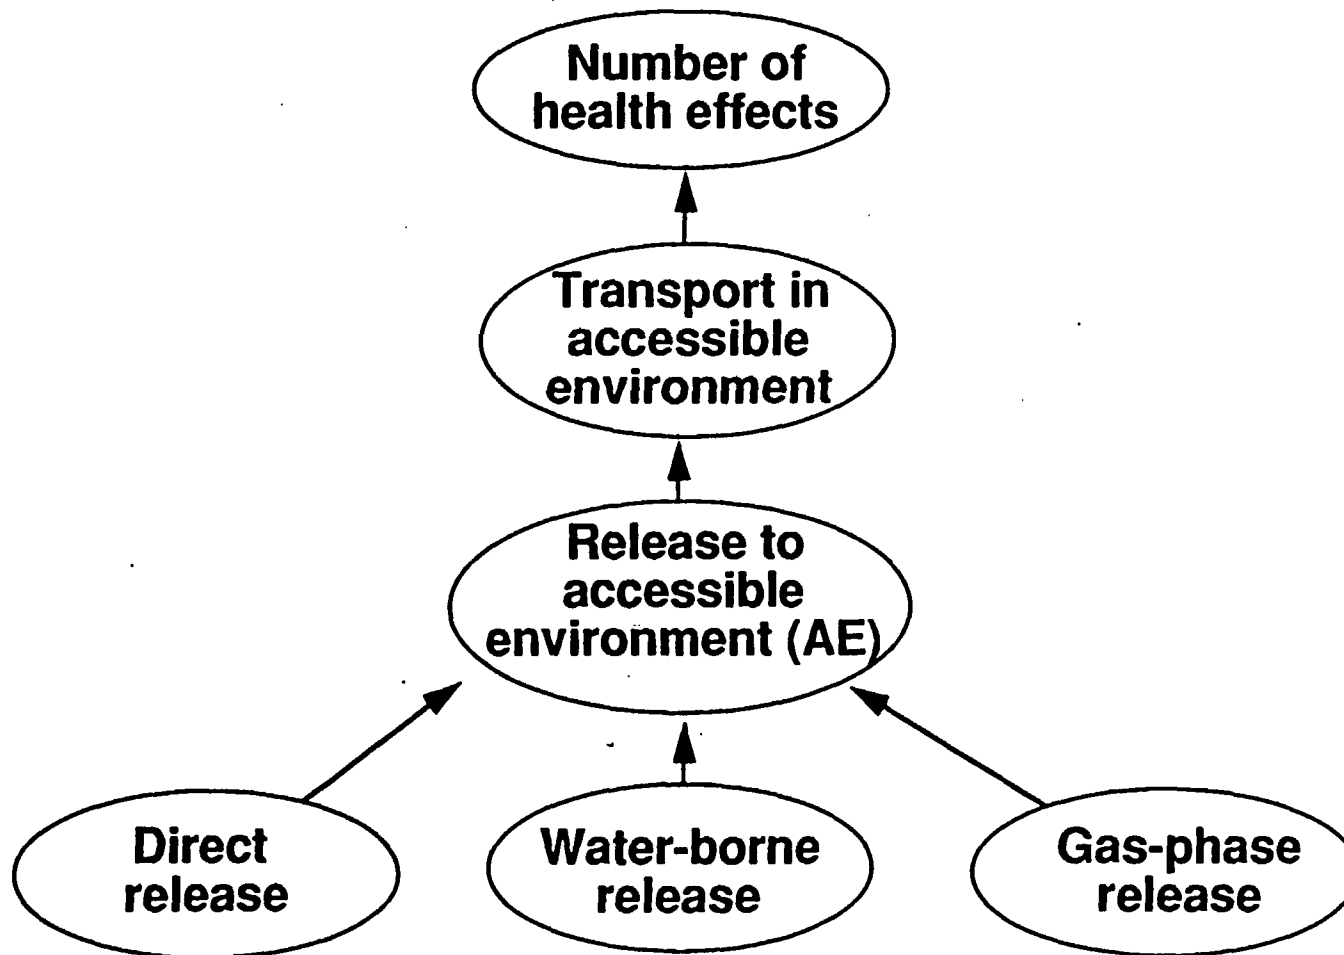 Number of
health effects
Transport in
accessible
environment
Release to
accessible
environment (AE)
Direct
release
Water-borne
release
Gas-phase
release